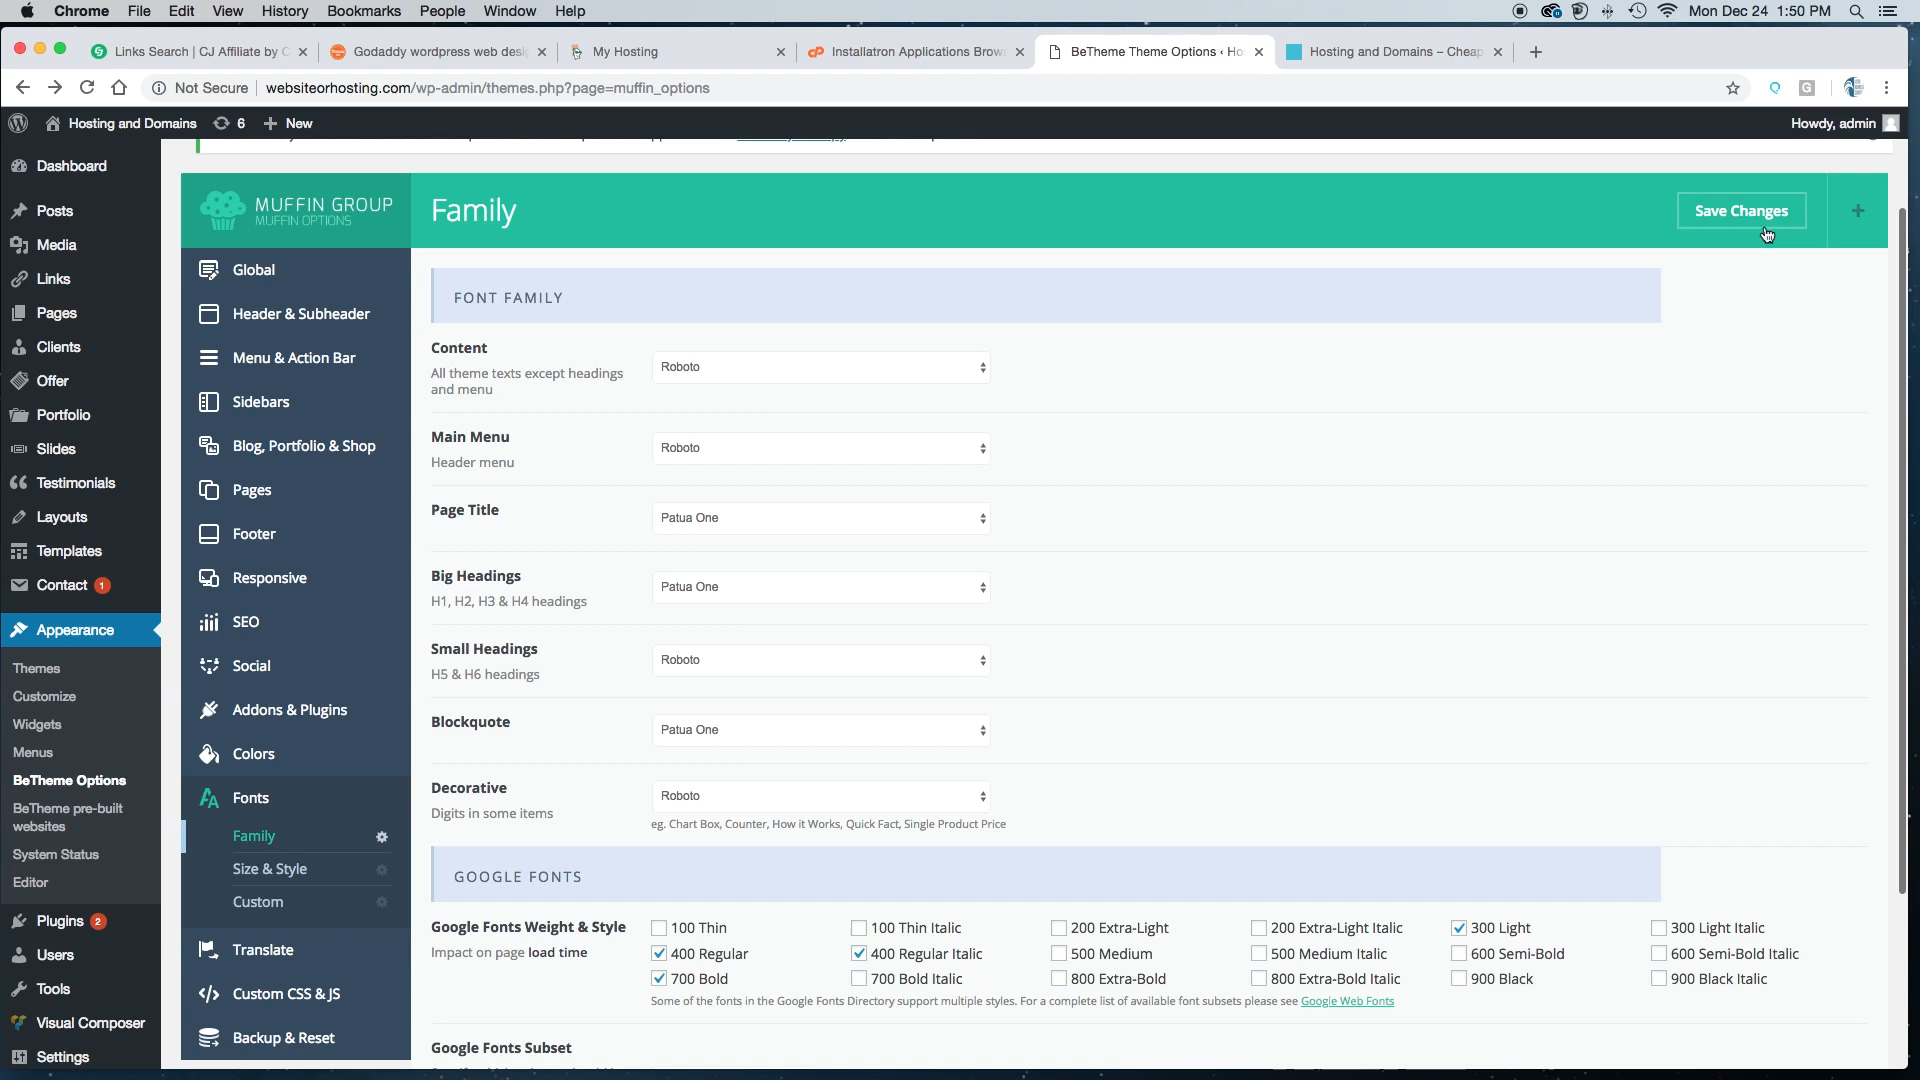 Chrome File Edit View History Bookmarks People Window Help Mon Dec 24 1:50 PM
Links Search | CJ Affiliate by C Godaddy wordpress web desig My Hosting Installatron Applications Brow BeTheme Theme Options ‹ Ho Hosting and Domains – Cheap
Not Secure websiteorhosting.com/wp-admin/themes.php?page=muffin_options
Hosting and Domains 6 New Howdy, admin
Dashboard
Posts
Media
Links
Pages
Clients
Offer
Portfolio
Slides
Testimonials
Layouts
Templates
Contact 1
Appearance
Themes
Customize
Widgets
Menus
BeTheme Options
BeTheme pre-built
websites
System Status
Editor
Plugins 2
Users
Tools
Visual Composer
Settings
MUFFIN GROUP
MUFFIN OPTIONS
Global
Header & Subheader
Menu & Action Bar
Sidebars
Blog, Portfolio & Shop
Pages
Footer
Responsive
SEO
Social
Addons & Plugins
Colors
Fonts
Family
Size & Style
Custom
Translate
Custom CSS & JS
Backup & Reset
Family Save Changes
FONT FAMILY
Content
All theme texts except headings
and menu
Roboto
Main Menu
Header menu
Roboto
Page Title
Patua One
Big Headings
H1, H2, H3 & H4 headings
Patua One
Small Headings
H5 & H6 headings
Roboto
Blockquote
Patua One
Decorative
Digits in some items
Roboto
eg. Chart Box, Counter, How it Works, Quick Fact, Single Product Price
GOOGLE FONTS
Google Fonts Weight & Style
Impact on page load time
100 Thin 100 Thin Italic 200 Extra-Light 200 Extra-Light Italic 300 Light 300 Light Italic
400 Regular 400 Regular Italic 500 Medium 500 Medium Italic 600 Semi-Bold 600 Semi-Bold Italic
700 Bold 700 Bold Italic 800 Extra-Bold 800 Extra-Bold Italic 900 Black 900 Black Italic
Some of the fonts in the Google Fonts Directory support multiple styles. For a complete list of available font subsets please see Google Web Fonts
Google Fonts Subset